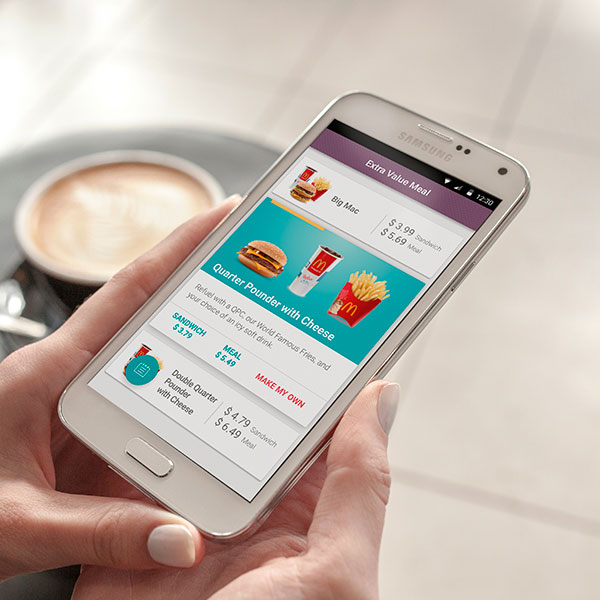 SAMSUNG
12:30
Extra Value Meal
Big Mac
$3.99 Sandwich
$5.69 Meal
Quarter Pounder with Cheese
Refuel with a QPC, our World Famous Fries, and
your choice of an icy soft drink.
SANDWICH
$3.79
MEAL
$5.49
MAKE MY OWN
Double Quarter
Pounder
with Cheese
$4.79 Sandwich
$6.49 Meal